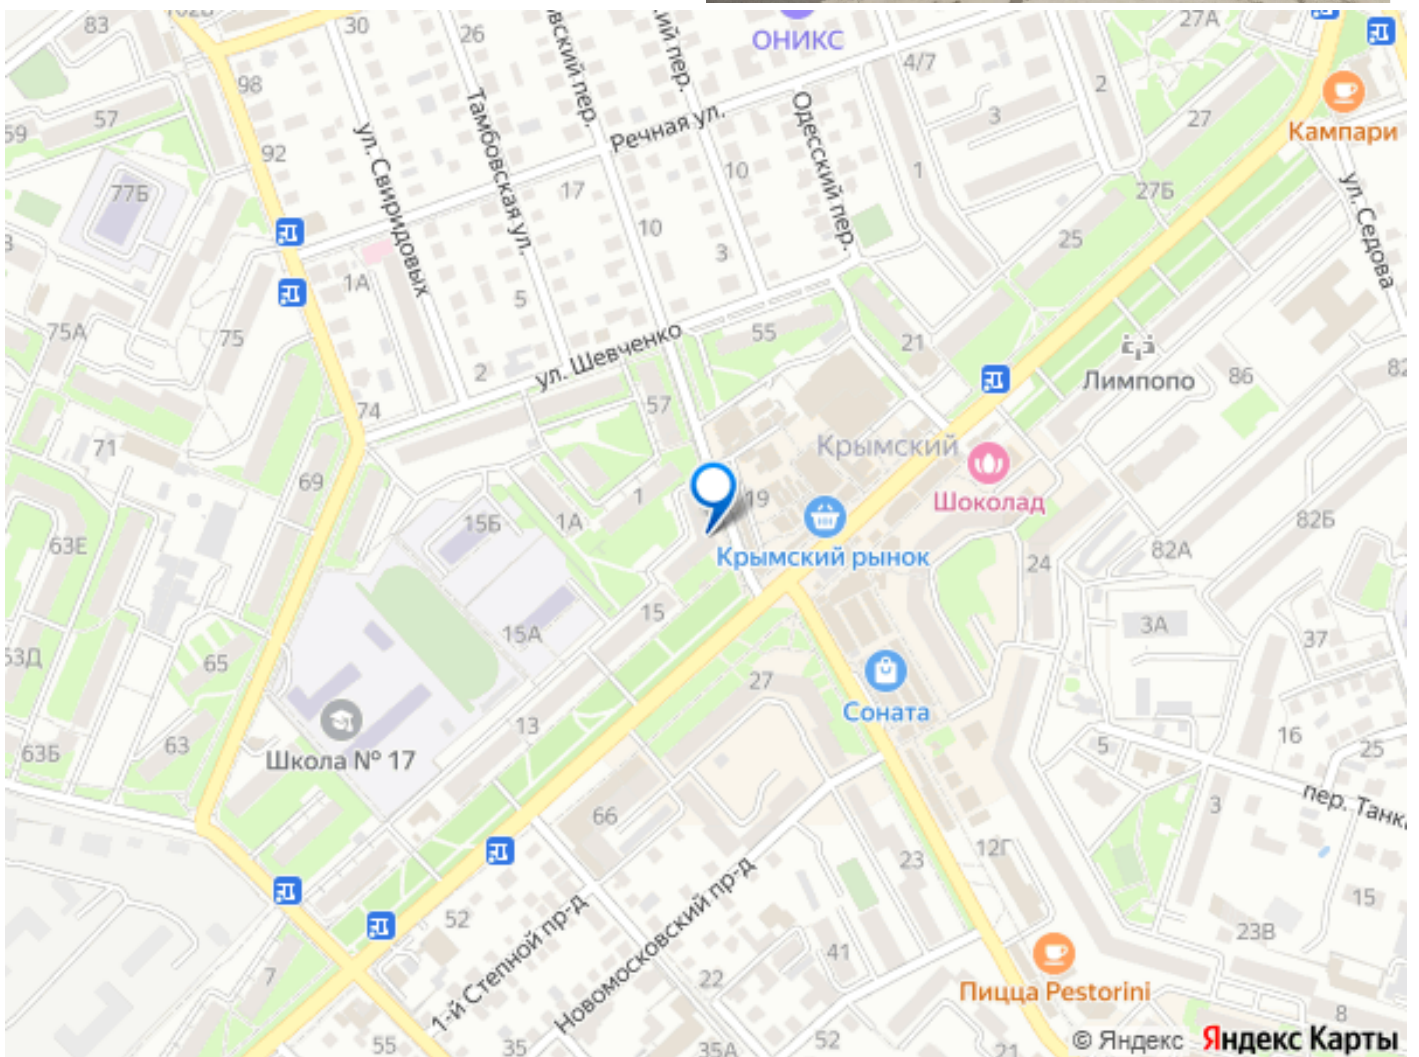 83
102В
30
26
ОНИКС
27А
98
4/7
2
Кампари
59
57
92
ул. Свиридовых
Тамбовская ул.
Речная ул.
Одесский пер.
3
27
77Б
17
10
1
27Б
ул. Седова
10
3
25
1А
5
75А
75
2
ул. Шевченко
55
21
Лимпопо
86
74
57
Крымский
71
69
1
19
Шоколад
15Б
1А
82Б
63Е
Крымский рынок
24
82А
15
3А
37
15А
63Д
65
27
Соната
13
63Б
63
Школа № 17
5
16
25
3
66
пер. Танк
12Г
23
15
52
1-й Степной пр-д
Новомосковский пр-д
41
23В
7
22
Пицца Pestorini
8
55
35
35А
52
21
© Яндекс Яндекс Карты